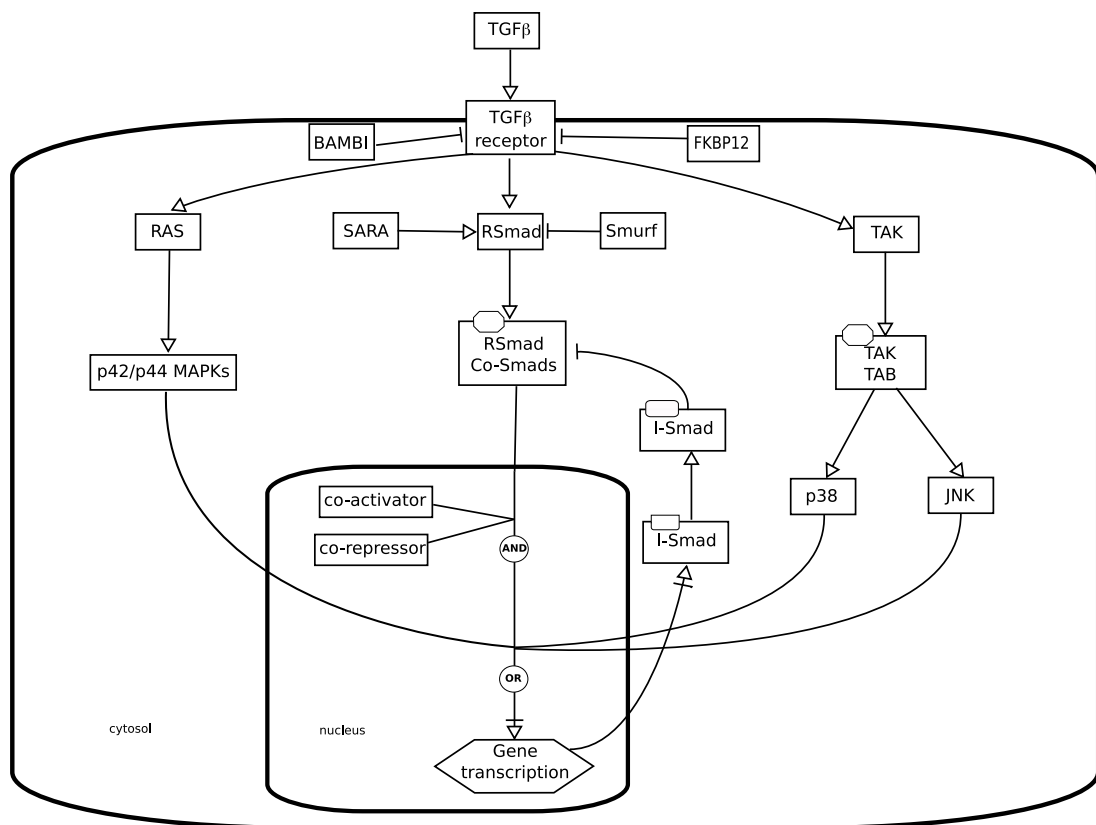 TGFβ
TGFβ
receptor
BAMBI
FKBP12
RAS
SARA
RSmad
Smurf
TAK
RSmad
Co-Smads
TAK
TAB
p42/p44 MAPKs
I-Smad
p38
JNK
co-activator
co-repressor
AND
I-Smad
OR
cytosol
nucleus
Gene
transcription